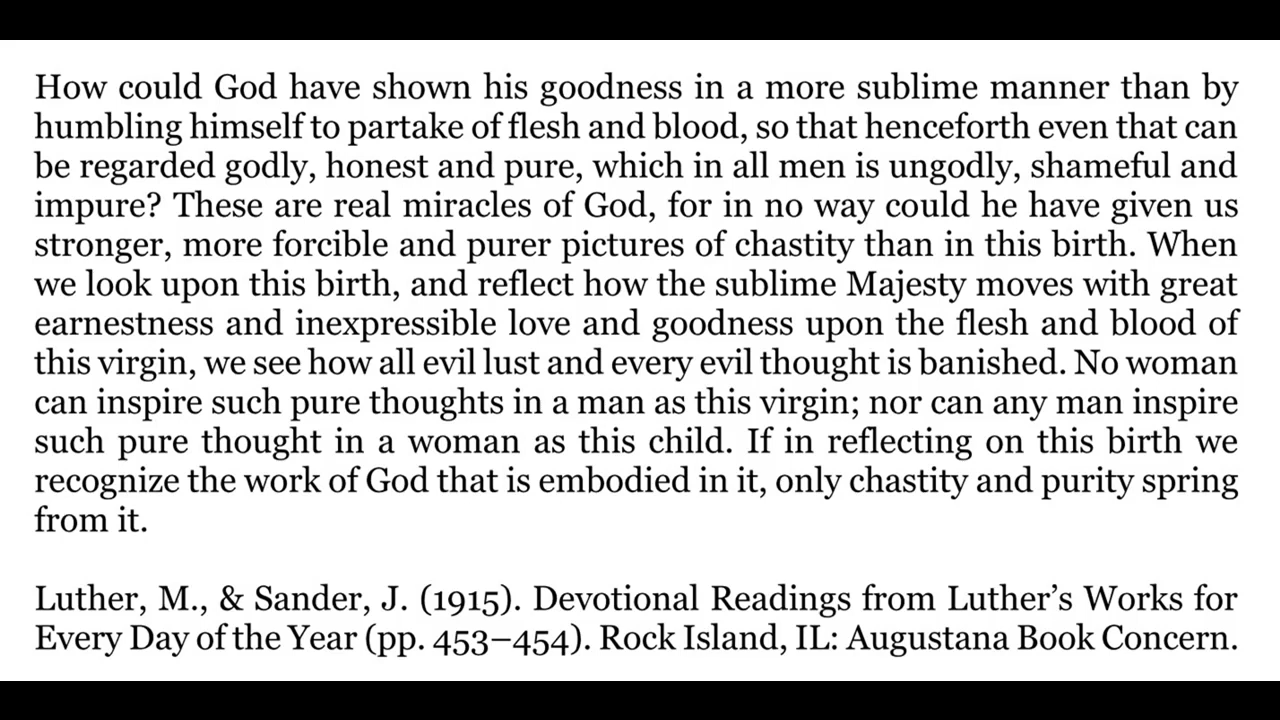 How could God have shown his goodness in a more sublime manner than by
humbling himself to partake of flesh and blood, so that henceforth even that can
be regarded godly, honest and pure, which in all men is ungodly, shameful and
impure? These are real miracles of God, for in no way could he have given us
stronger, more forcible and purer pictures of chastity than in this birth. When
we look upon this birth, and reflect how the sublime Majesty moves with great
earnestness and inexpressible love and goodness upon the flesh and blood of
this virgin, we see how all evil lust and every evil thought is banished. No woman
can inspire such pure thoughts in a man as this virgin; nor can any man inspire
such pure thought in a woman as this child. If in reflecting on this birth we
recognize the work of God that is embodied in it, only chastity and purity spring
from it.
Luther, M., & Sander, J. (1915). Devotional Readings from Luther’s Works for
Every Day of the Year (pp. 453–454). Rock Island, IL: Augustana Book Concern.